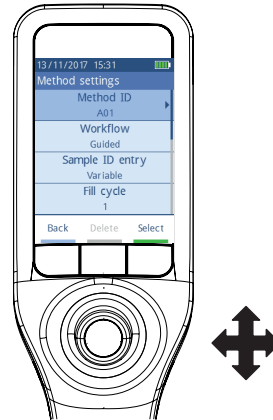 13/11/2017 15:31
Method settings
Method ID
A01
Workflow
Guided
Sample ID entry
Variable
Fill cycle
1
Back Delete Select